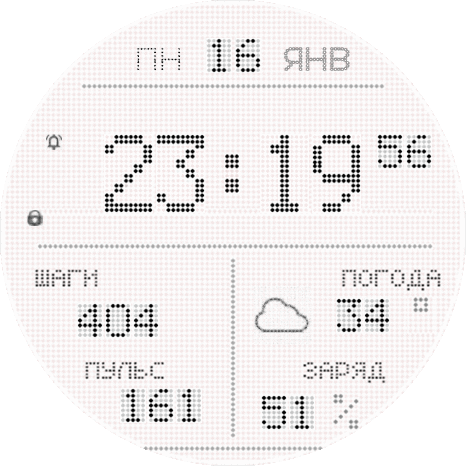 ПН 16 ЯНВ
23:19 56
ШАГИ
404
ПУЛЬС
161
ПОГОДА
34 °
ЗАРЯД
51 %